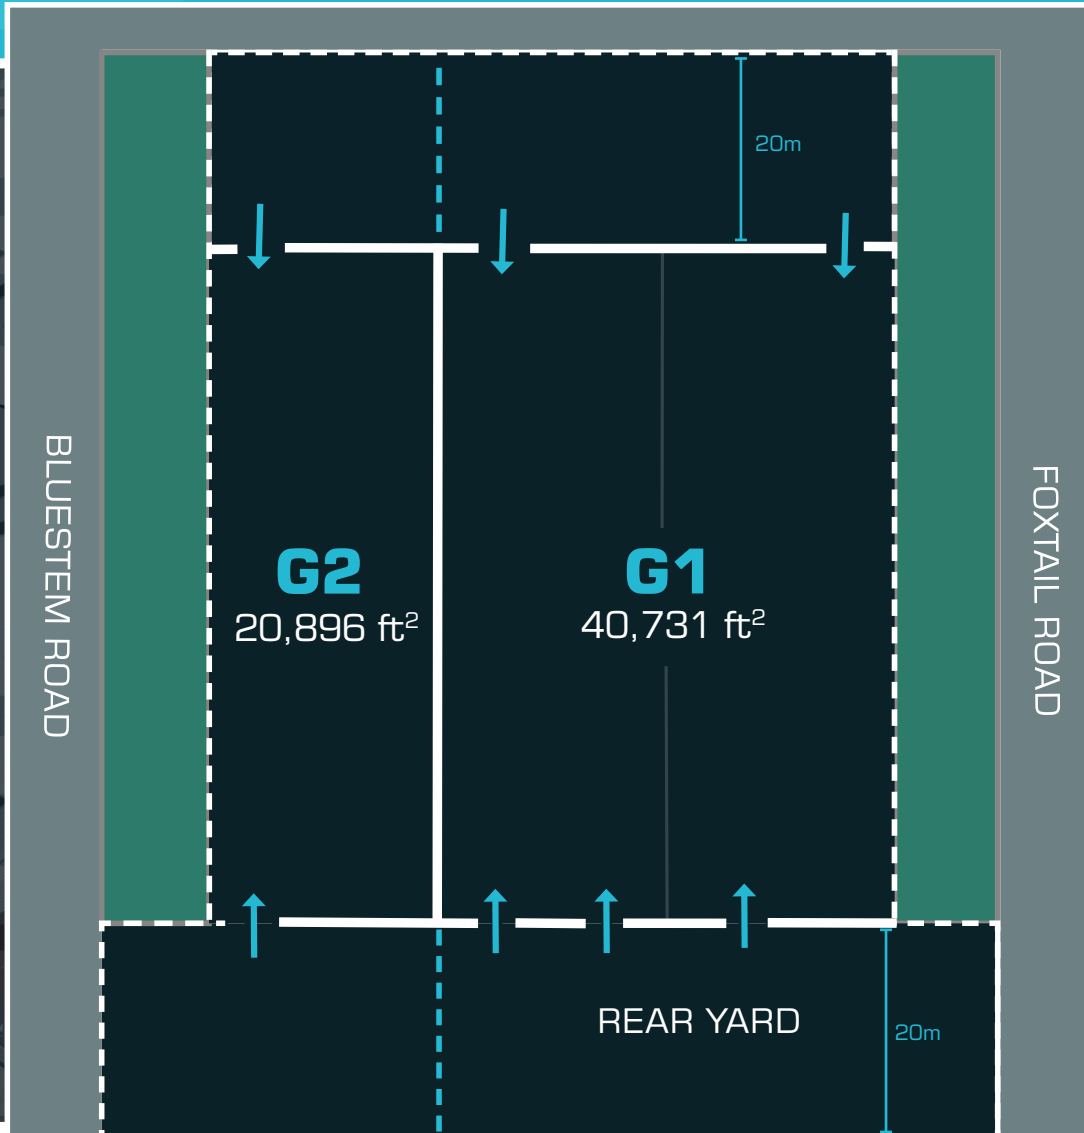 20m
BLUESTEM ROAD
FOXTAIL ROAD
G2
20,896 ft²
G1
40,731 ft²
REAR YARD
20m